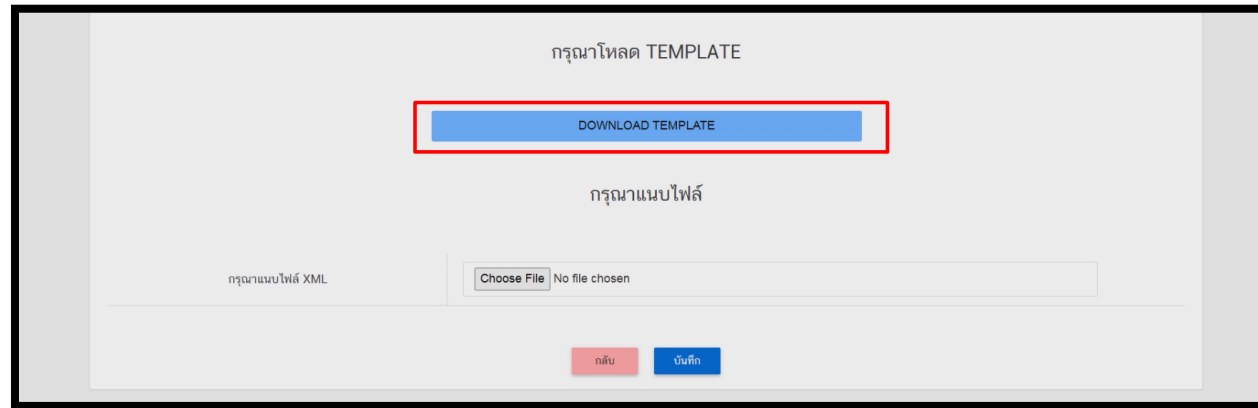 กรุณาโหลด TEMPLATE
DOWNLOAD TEMPLATE
กรุณาแนบไฟล์
กรุณาแนบไฟล์ XML
Choose File No file chosen
กลับ
บันทึก